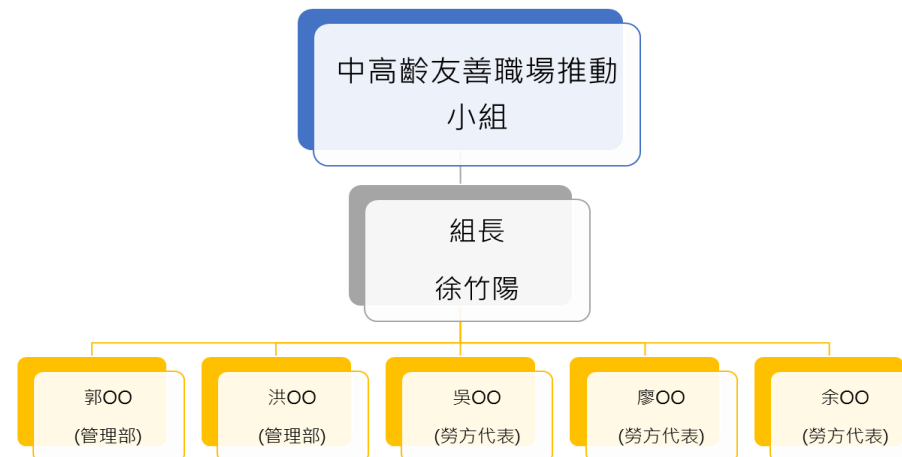 中高齡友善職場推動
小組
組長
徐竹陽
郭OO
(管理部)
洪OO
(管理部)
吳OO
(勞方代表)
廖OO
(勞方代表)
余OO
(勞方代表)